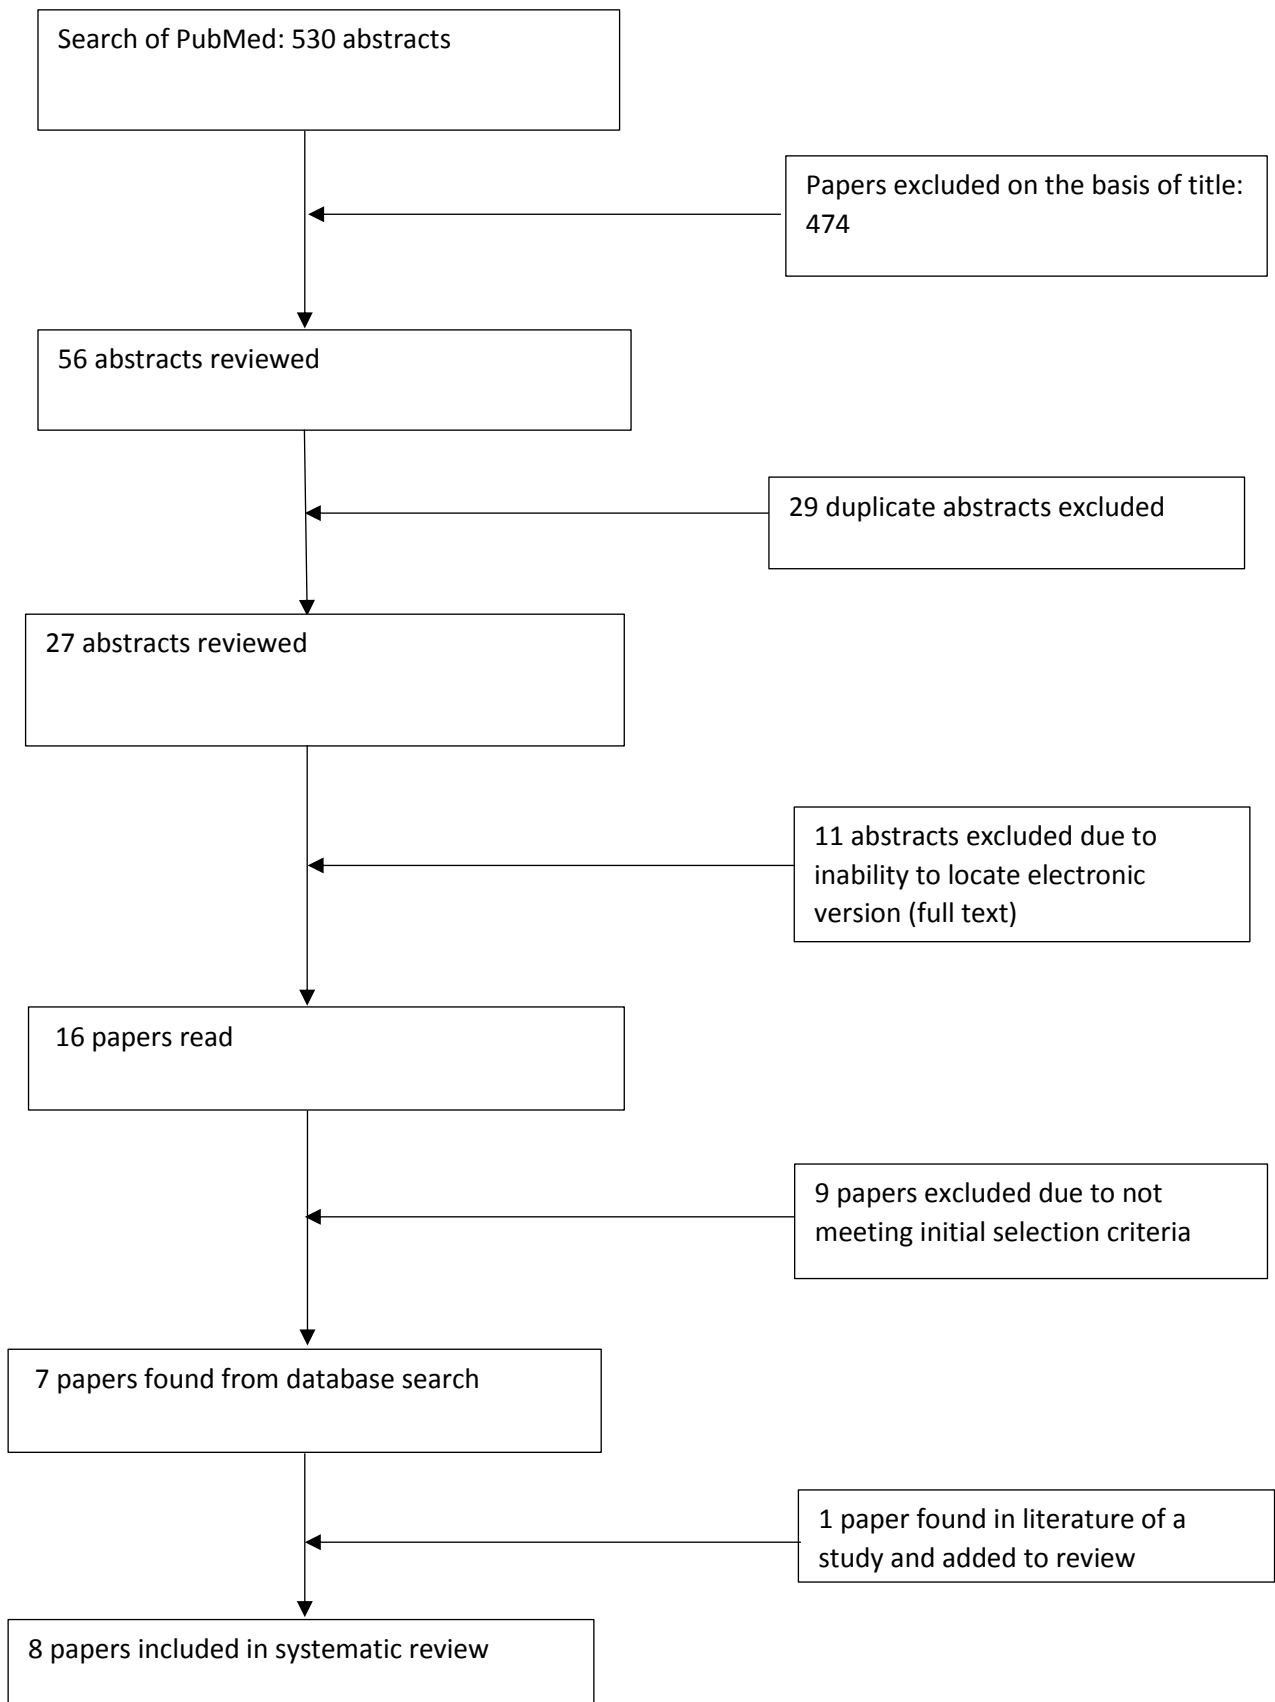 Search of PubMed: 530 abstracts
Papers excluded on the basis of title:
474
56 abstracts reviewed
29 duplicate abstracts excluded
27 abstracts reviewed
11 abstracts excluded due to
inability to locate electronic
version (full text)
16 papers read
9 papers excluded due to not
meeting initial selection criteria
7 papers found from database search
1 paper found in literature of a
study and added to review
8 papers included in systematic review